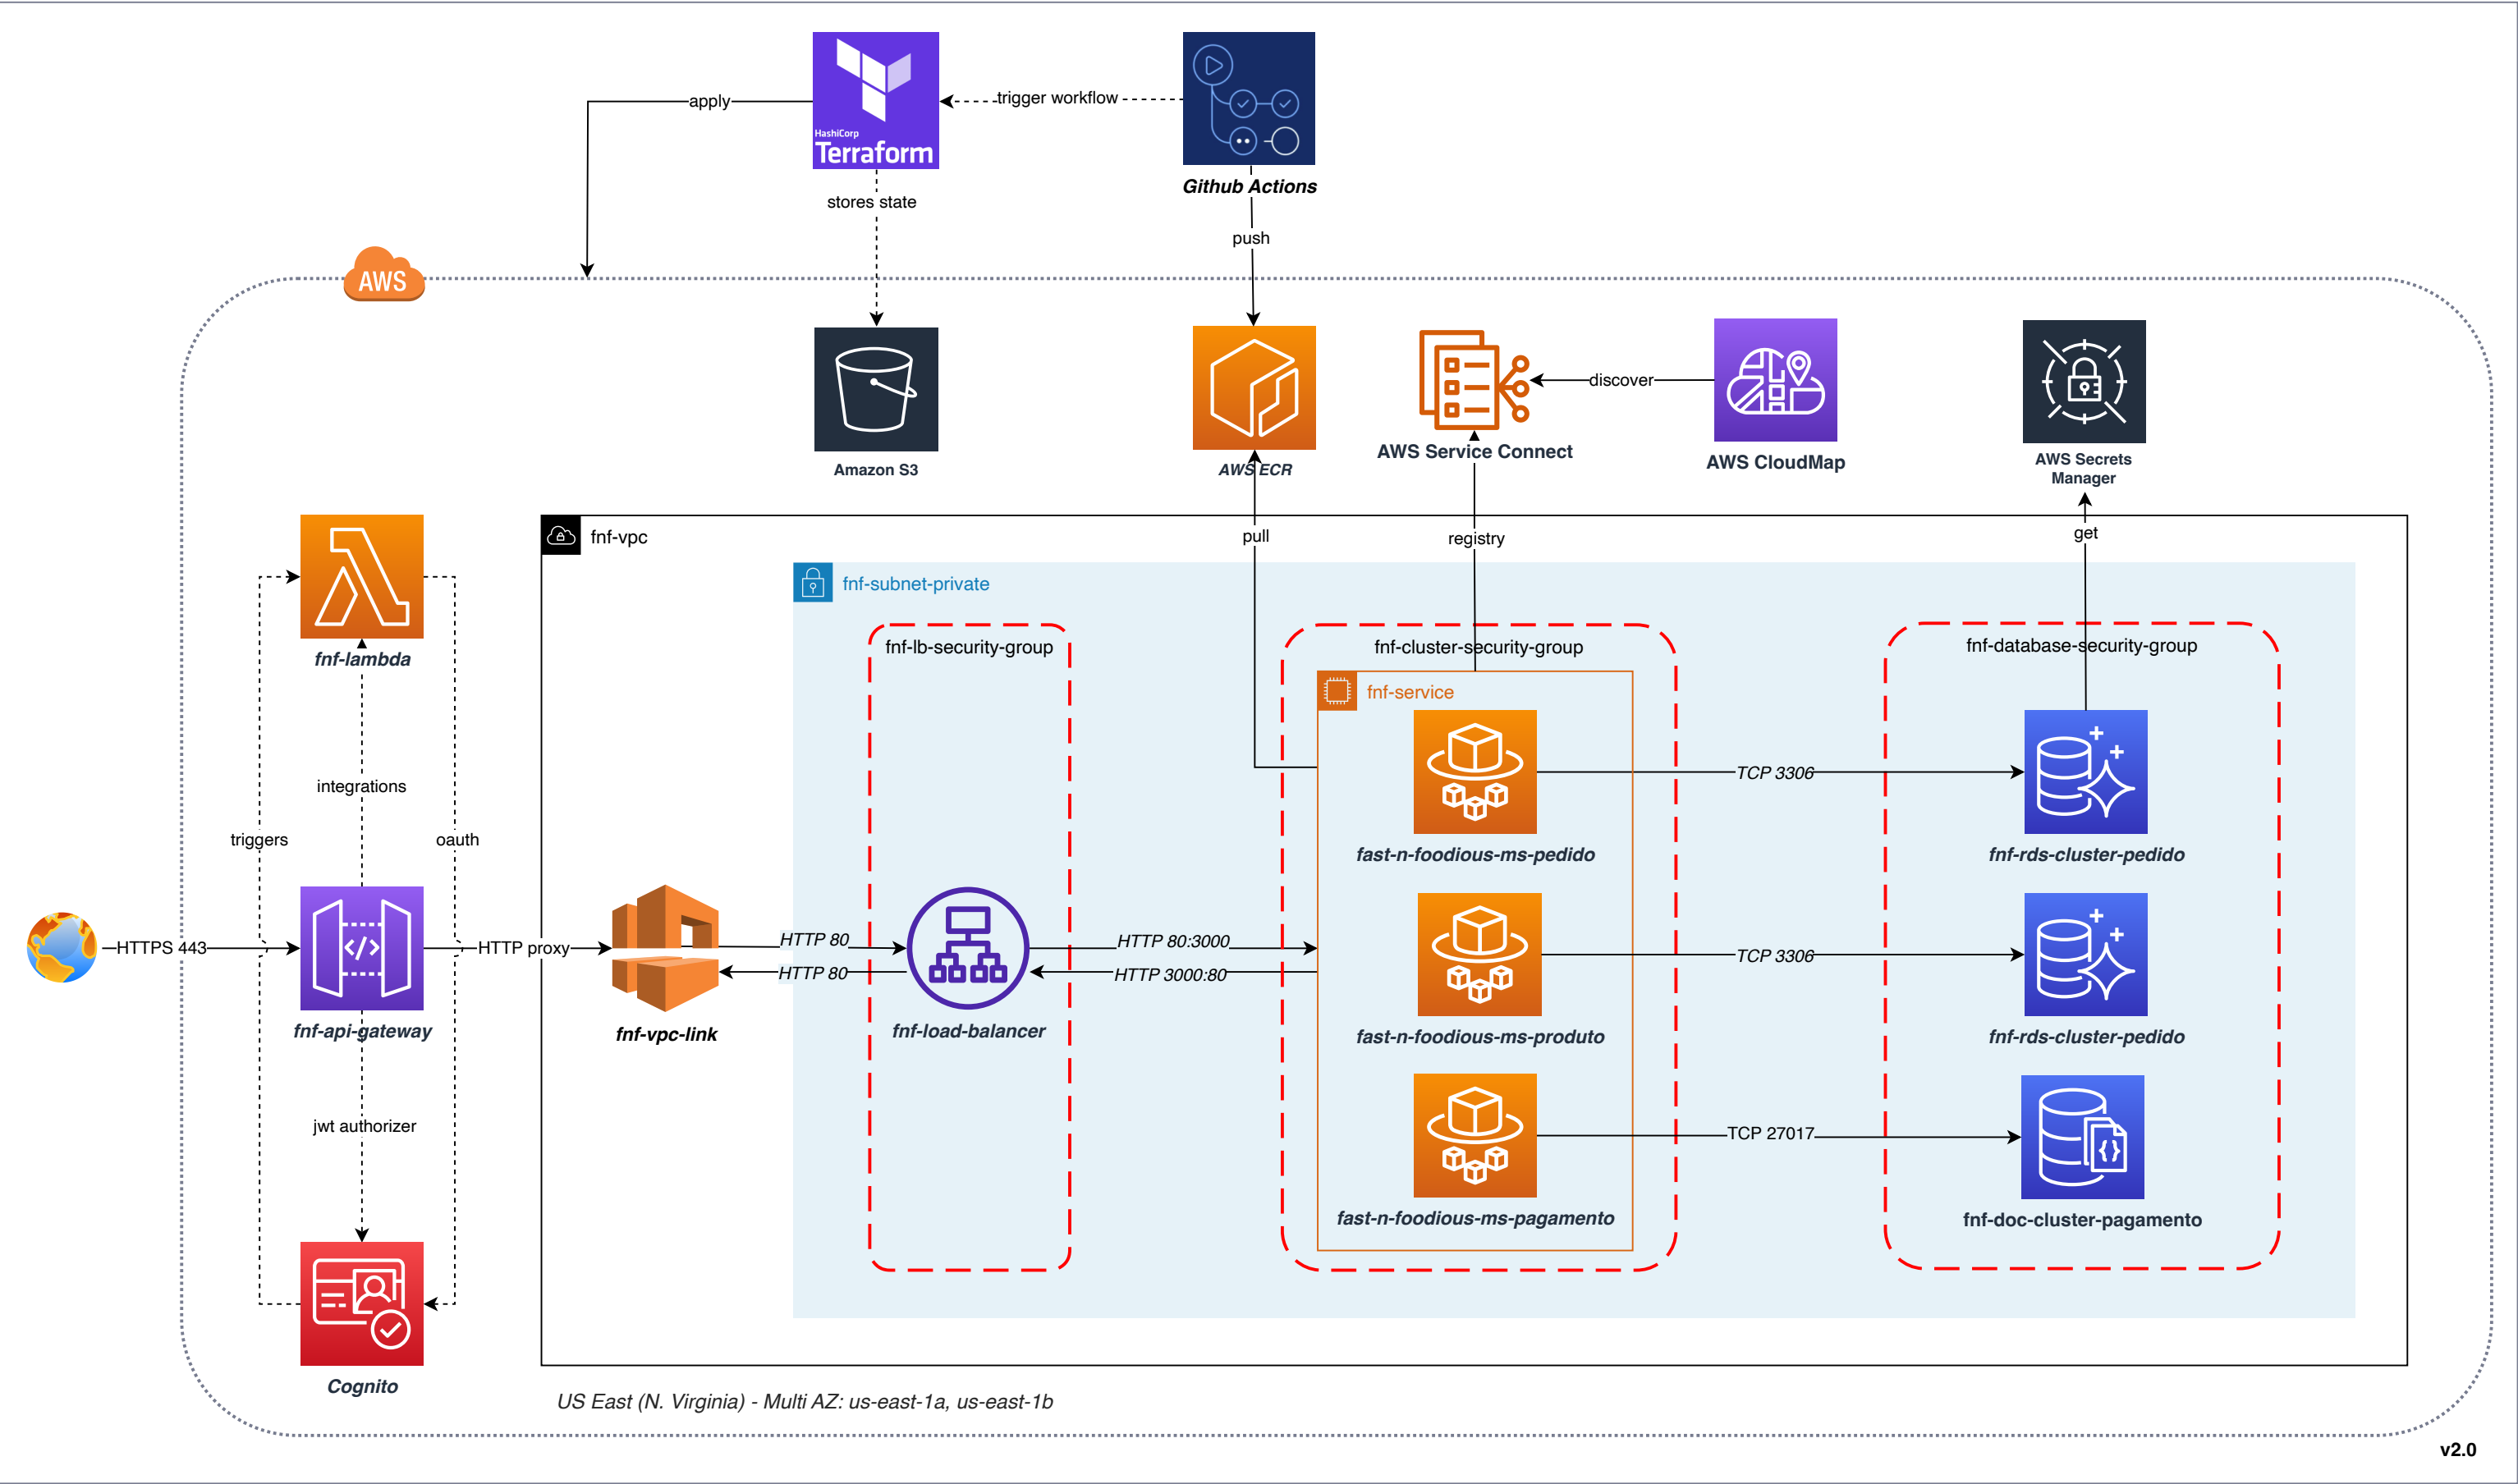 HashiCorp
Terraform
apply
trigger workflow
Github Actions
stores state
push
AWS
Amazon S3
AWS ECR
AWS Service Connect
discover
AWS CloudMap
AWS Secrets
Manager
fnf-vpc
pull
registry
get
fnf-subnet-private
fnf-lambda
fnf-lb-security-group
fnf-cluster-security-group
fnf-database-security-group
fnf-service
integrations
triggers
oauth
TCP 3306
fast-n-foodious-ms-pedido
fnf-rds-cluster-pedido
HTTPS 443
HTTP proxy
HTTP 80
HTTP 80
HTTP 80:3000
HTTP 3000:80
TCP 3306
fnf-api-gateway
fnf-vpc-link
fnf-load-balancer
fast-n-foodious-ms-produto
fnf-rds-cluster-pedido
jwt authorizer
TCP 27017
fast-n-foodious-ms-pagamento
fnf-doc-cluster-pagamento
Cognito
US East (N. Virginia) - Multi AZ: us-east-1a, us-east-1b
v2.0